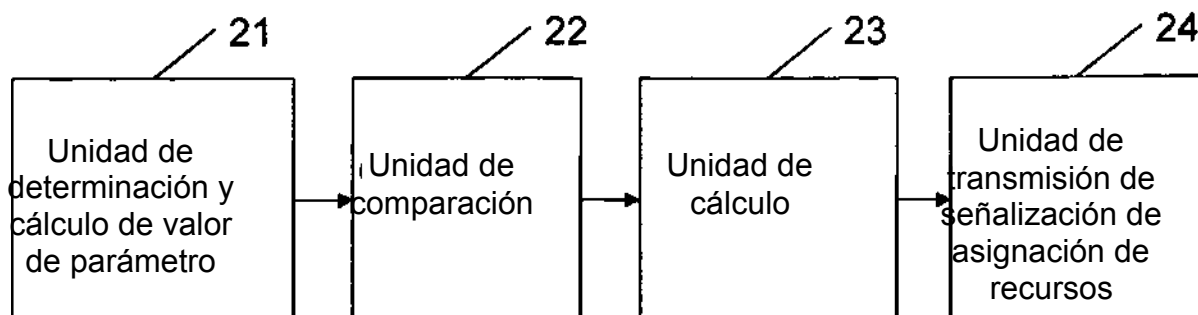 21
22
23
24
Unidad de
determinación y
cálculo de valor
de parámetro
Unidad de
comparación
Unidad de
cálculo
Unidad de
transmisión de
señalización de
asignación de
recursos